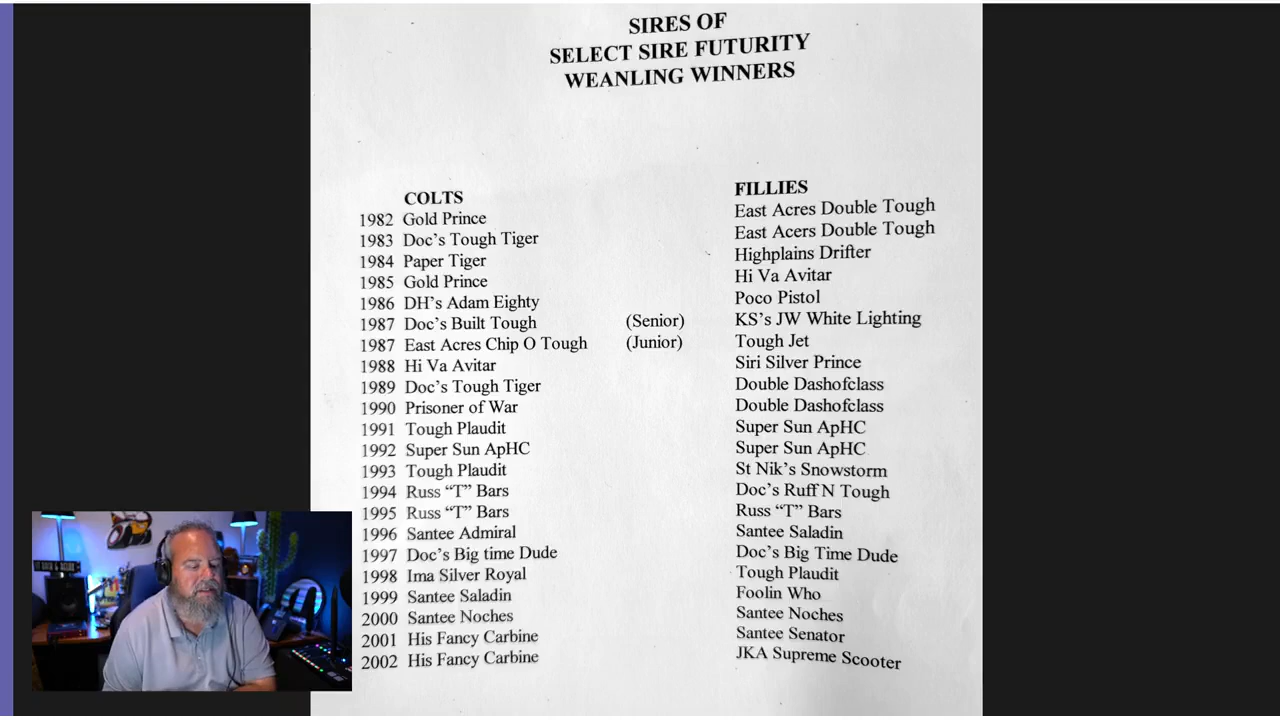 SIRES OF
SELECT SIRE FUTURITY
WEANLING WINNERS
COLTS FILLIES
1982 Gold Prince East Acres Double Tough
1983 Doc's Tough Tiger East Acers Double Tough
1984 Paper Tiger Highplains Drifter
1985 Gold Prince Hi Va Avitar
1986 DH's Adam Eighty Poco Pistol
1987 Doc's Built Tough (Senior) KS's JW White Lighting
1987 East Acres Chip O Tough (Junior) Tough Jet
1988 Hi Va Avitar Siri Silver Prince
1989 Doc's Tough Tiger Double Dashofclass
1990 Prisoner of War Double Dashofclass
1991 Tough Plaudit Super Sun ApHC
1992 Super Sun ApHC Super Sun ApHC
1993 Tough Plaudit St Nik's Snowstorm
1994 Russ “T” Bars Doc's Ruff N Tough
1995 Russ “T” Bars Russ “T” Bars
1996 Santee Admiral Santee Saladin
1997 Doc's Big time Dude Doc's Big Time Dude
1998 Ima Silver Royal Tough Plaudit
1999 Santee Saladin Foolin Who
2000 Santee Noches Santee Noches
2001 His Fancy Carbine Santee Senator
2002 His Fancy Carbine JKA Supreme Scooter